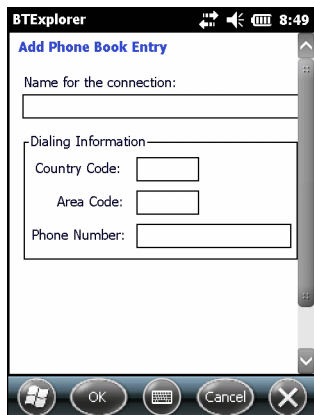 BTExplorer 8:49
Add Phone Book Entry
Name for the connection:
Dialing Information
Country Code:
Area Code:
Phone Number:
OK Cancel